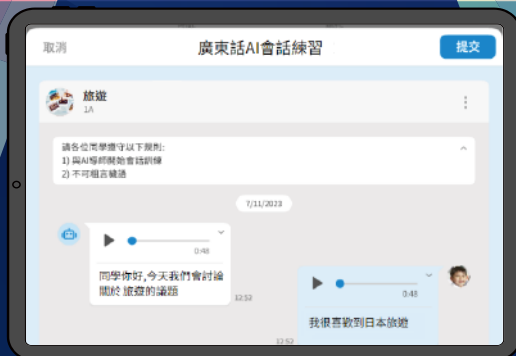 取消
廣東話AI會話練習
提交
旅遊
1A
請各位同學遵守以下規則:
1) 與AI導師開始會話訓練
2) 不可粗言穢語
7/11/2023
0:48
同學你好,今天我們會討論
關於 旅遊的議題
12:52
0:48
我很喜歡到日本旅遊
12:52